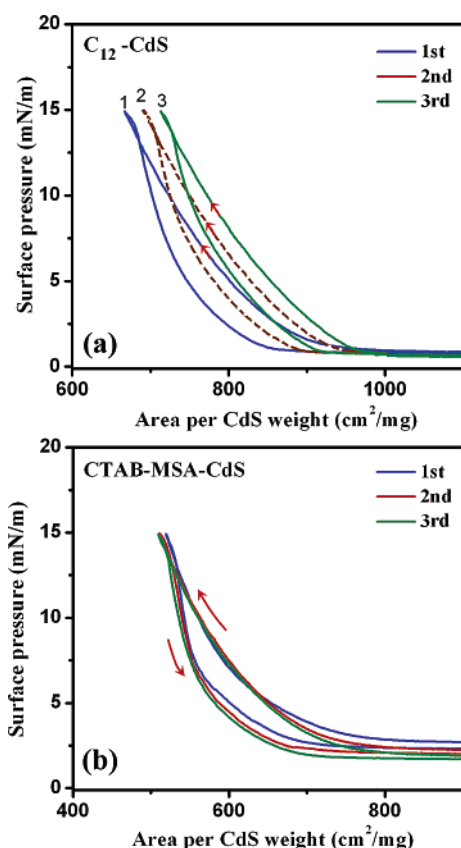 C₁₂-CdS
1st
2nd
3rd
1 2 3
20
15
10
5
0
Surface pressure (mN/m)
(a)
600 800 1000
Area per CdS weight (cm²/mg)
CTAB-MSA-CdS
1st
2nd
3rd
20
15
10
5
0
Surface pressure (mN/m)
(b)
400 600 800
Area per CdS weight (cm²/mg)